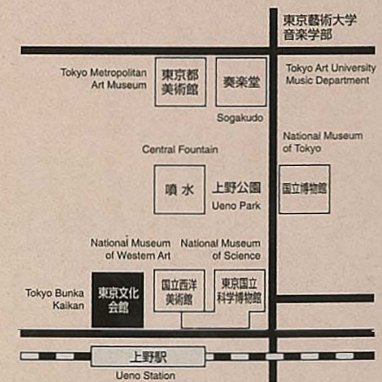 東京藝術大学
音楽学部
Tokyo Art University
Music Department
Tokyo Metropolitan
Art Museum
東京都
美術館
奏楽堂
Sogakudo
National Museum
of Tokyo
国立博物館
Central Fountain
噴水
上野公園
Ueno Park
National Museum
of Western Art
National Museum
of Science
Tokyo Bunka
Kaikan
東京文化
会館
国立西洋
美術館
東京国立
科学博物館
上野駅
Ueno Station